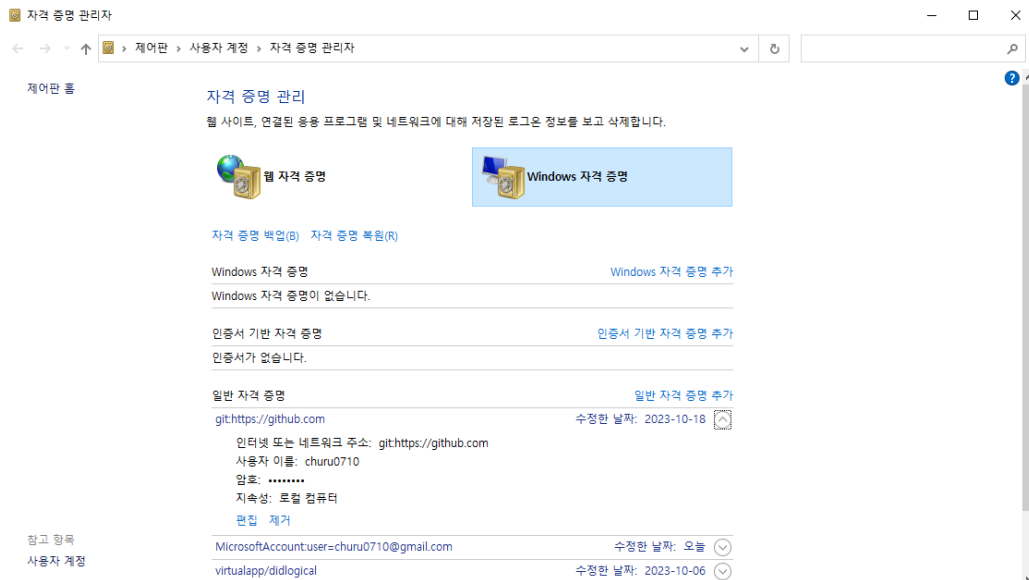 자격 증명 관리자
제어판 › 사용자 계정 › 자격 증명 관리자
제어판 홈
자격 증명 관리
웹 사이트, 연결된 응용 프로그램 및 네트워크에 대해 저장된 로그온 정보를 보고 삭제합니다.
웹 자격 증명
Windows 자격 증명
자격 증명 백업(B) 자격 증명 복원(R)
Windows 자격 증명 Windows 자격 증명 추가
Windows 자격 증명이 없습니다.
인증서 기반 자격 증명 인증서 기반 자격 증명 추가
인증서가 없습니다.
일반 자격 증명 일반 자격 증명 추가
git:https://github.com 수정한 날짜: 2023-10-18
인터넷 또는 네트워크 주소: git:https://github.com
사용자 이름: churu0710
암호: ••••••••
지속성: 로컬 컴퓨터
편집 제거
MicrosoftAccount:user=churu0710@gmail.com 수정한 날짜: 오늘
virtualapp/didlogical 수정한 날짜: 2023-10-06
참고 항목
사용자 계정